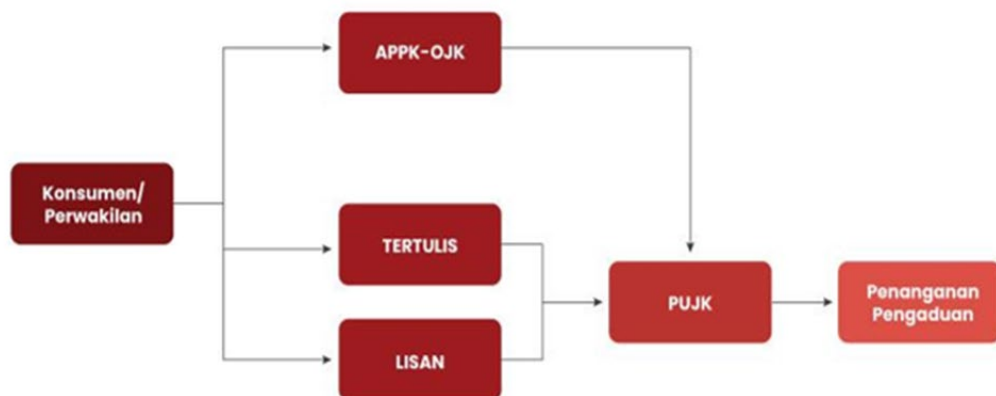 APPK-OJK
Konsumen/
Perwakilan
TERTULIS
LISAN
PUJK
Penanganan
Pengaduan